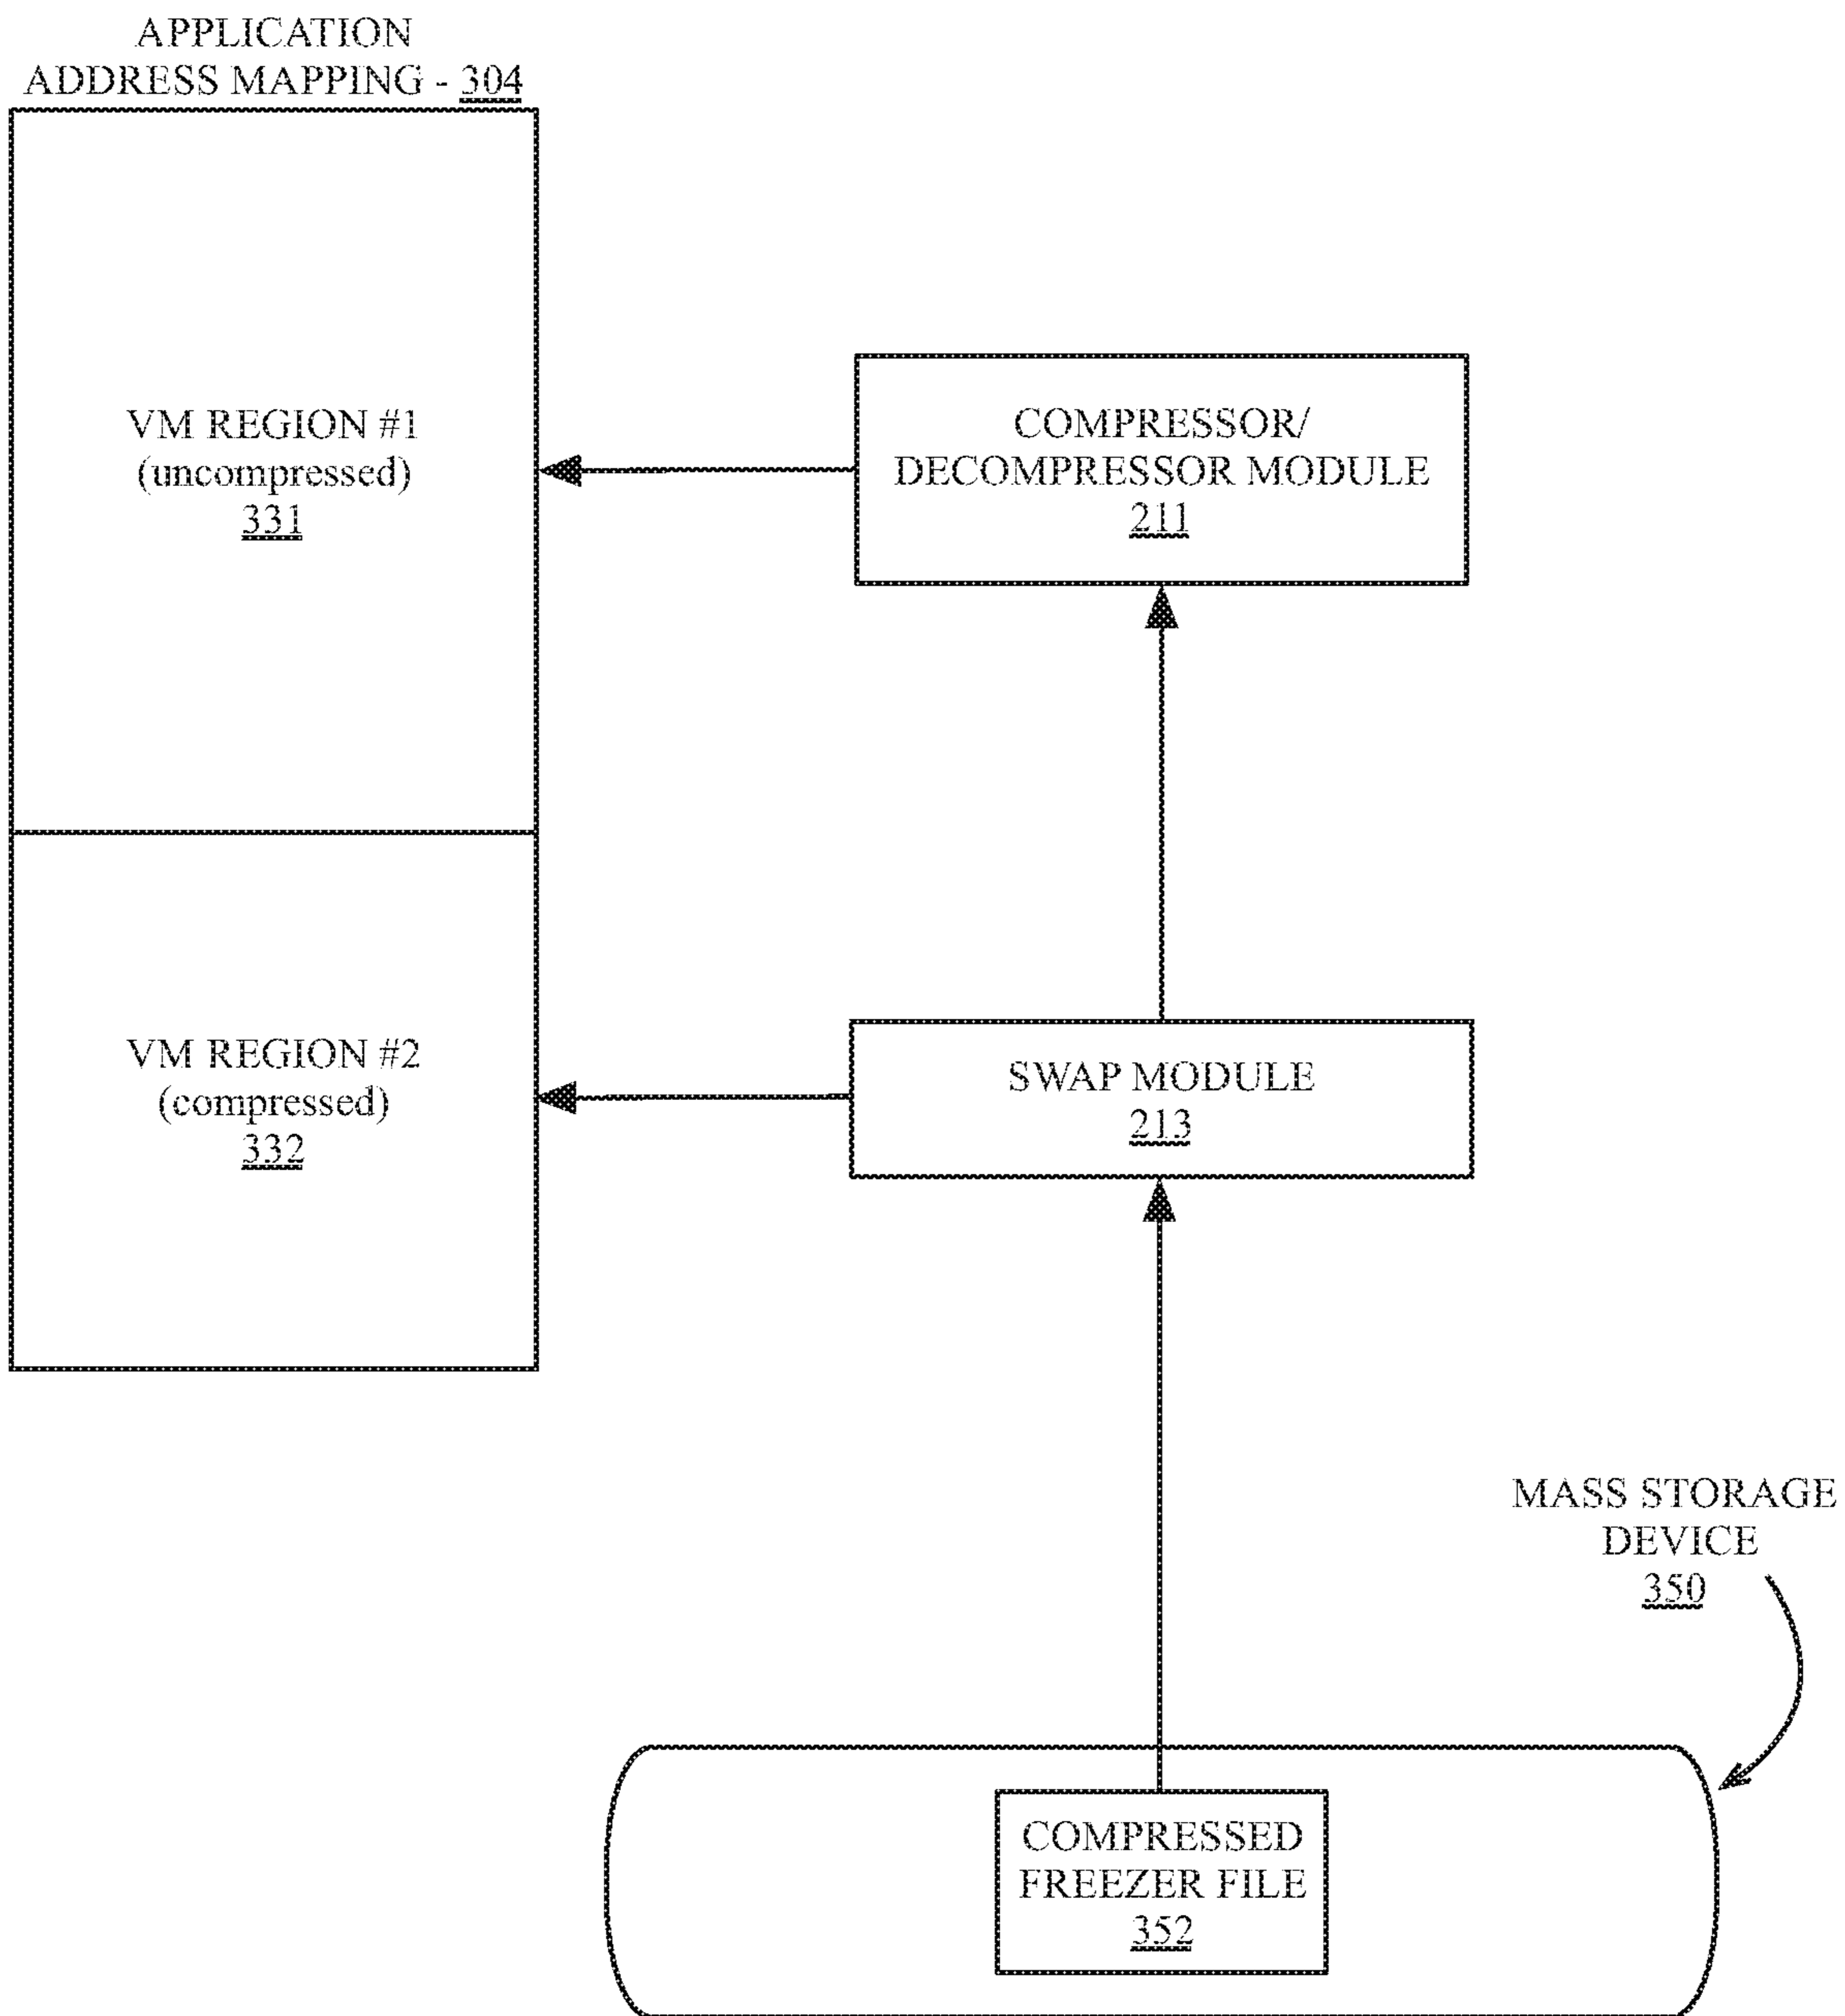 APPLICATION
ADDRESS MAPPING - 304
VM REGION #1
(uncompressed)
331
COMPRESSOR/
DECOMPRESSOR MODULE
211
VM REGION #2
(compressed)
332
SWAP MODULE
213
MASS STORAGE
DEVICE
350
COMPRESSED
FREEZER FILE
352